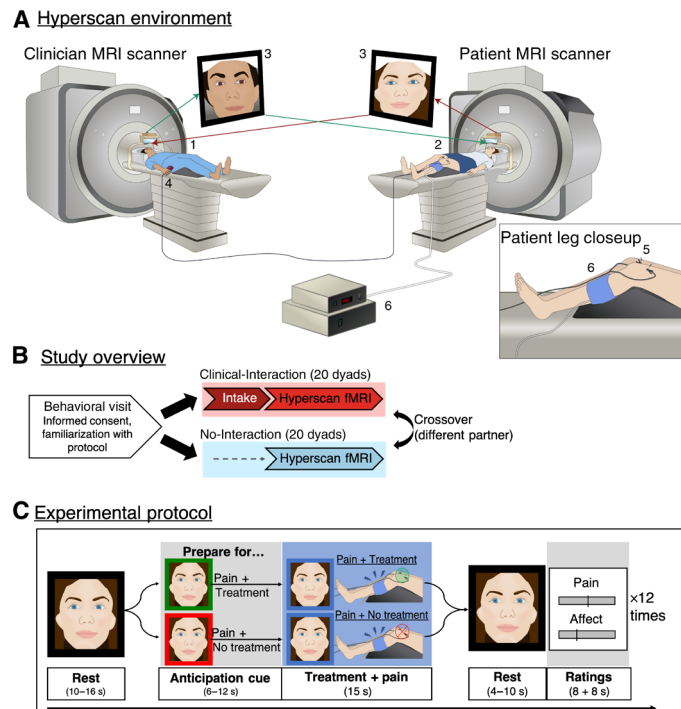 A Hyperscan environment
Clinician MRI scanner
3
3
Patient MRI scanner
1
2
4
Patient leg closeup
5
6
6
B Study overview
Clinical-Interaction (20 dyads)
Intake
Hyperscan fMRI
Behavioral visit
Informed consent,
familiarization with
protocol
Crossover
(different partner)
No-Interaction (20 dyads)
Hyperscan fMRI
C Experimental protocol
Prepare for...
Pain +
Treatment
Pain +
No treatment
Pain + Treatment
Pain + No treatment
Pain
Affect
×12
times
Rest
(10–16 s)
Anticipation cue
(6–12 s)
Treatment + pain
(15 s)
Rest
(4–10 s)
Ratings
(8 + 8 s)